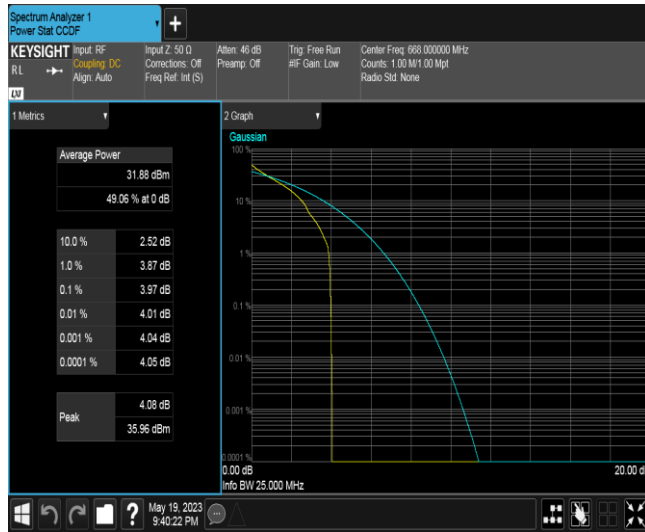 Spectrum Analyzer 1
Power Stat CCDF
KEYSIGHT
RL
LXI
Input: RF
Coupling: DC
Align: Auto
Input Z: 50 Ω
Corrections: Off
Freq Ref: Int (S)
Atten: 46 dB
Preamp: Off
Trig: Free Run
#IF Gain: Low
Center Freq: 668.000000 MHz
Counts: 1.00 M/1.00 Mpt
Radio Std: None
1 Metrics
Average Power
31.88 dBm
49.06 % at 0 dB
10.0 % 2.52 dB
1.0 % 3.87 dB
0.1 % 3.97 dB
0.01 % 4.01 dB
0.001 % 4.04 dB
0.0001 % 4.05 dB
Peak
4.08 dB
35.96 dBm
2 Graph
Gaussian
100 %
10 %
1 %
0.1 %
0.01 %
0.001 %
0.0001 %
0.00 dB
20.00 d
Info BW 25.000 MHz
?
May 19, 2023
9:40:22 PM